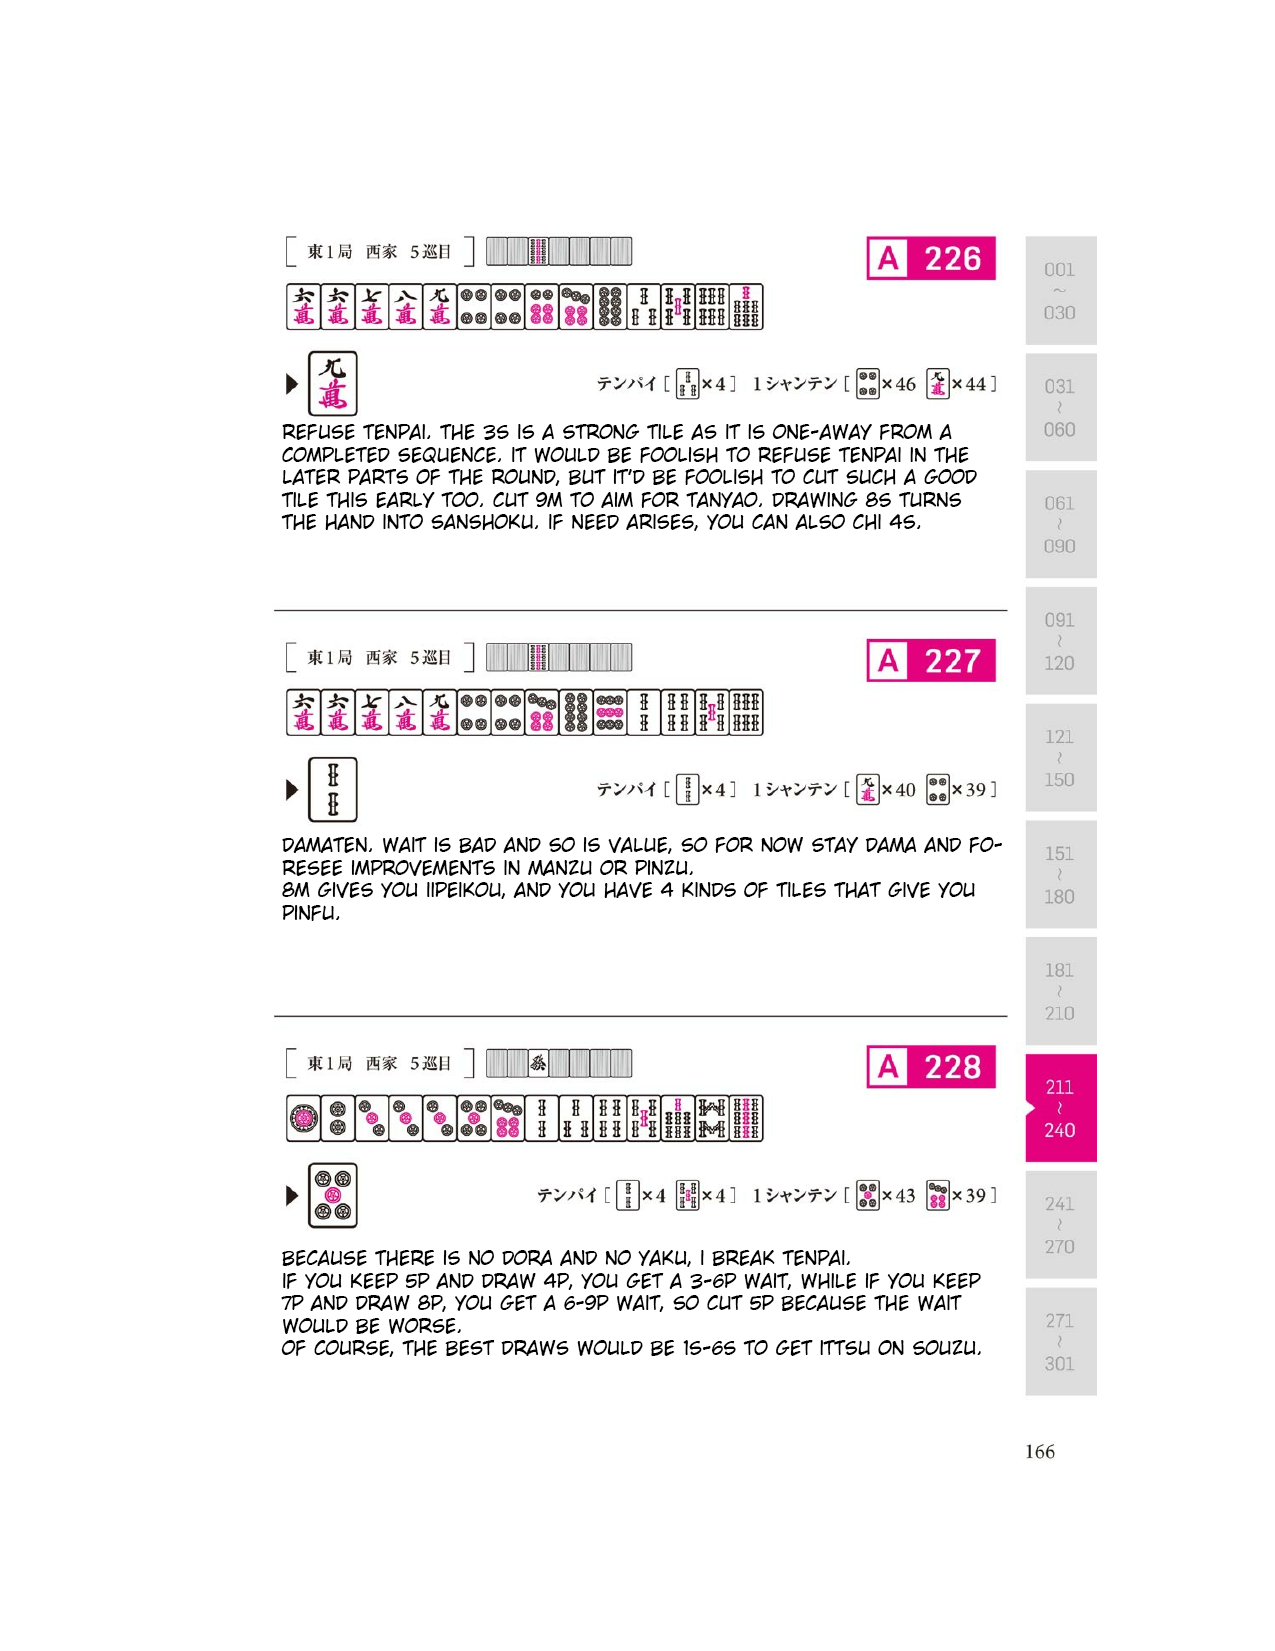 [ 東1局 西家 5巡目 ]
A 226
テンパイ [ ×4 ] 1シャンテン [ ×46 ×44 ]
REFUSE TENPAI. THE 3S IS A STRONG TILE AS IT IS ONE-AWAY FROM A
COMPLETED SEQUENCE. IT WOULD BE FOOLISH TO REFUSE TENPAI IN THE
LATER PARTS OF THE ROUND, BUT IT'D BE FOOLISH TO CUT SUCH A GOOD
TILE THIS EARLY TOO. CUT 9M TO AIM FOR TANYAO. DRAWING 8S TURNS
THE HAND INTO SANSHOKU. IF NEED ARISES, YOU CAN ALSO CHI 4S.
[ 東1局 西家 5巡目 ]
A 227
テンパイ [ ×4 ] 1シャンテン [ ×40 ×39 ]
DAMATEN. WAIT IS BAD AND SO IS VALUE, SO FOR NOW STAY DAMA AND FO-
RESEE IMPROVEMENTS IN MANZU OR PINZU.
8M GIVES YOU IIPEIKOU, AND YOU HAVE 4 KINDS OF TILES THAT GIVE YOU
PINFU.
[ 東1局 西家 5巡目 ]
A 228
テンパイ [ ×4 ×4 ] 1シャンテン [ ×43 ×39 ]
BECAUSE THERE IS NO DORA AND NO YAKU, I BREAK TENPAI.
IF YOU KEEP 5P AND DRAW 4P, YOU GET A 3-6P WAIT, WHILE IF YOU KEEP
7P AND DRAW 8P, YOU GET A 6-9P WAIT, SO CUT 5P BECAUSE THE WAIT
WOULD BE WORSE.
OF COURSE, THE BEST DRAWS WOULD BE 1S-6S TO GET ITTSU ON SOUZU.
001
~
030
031
~
060
061
~
090
091
~
120
121
~
150
151
~
180
181
~
210
211
~
240
241
~
270
271
~
301
166